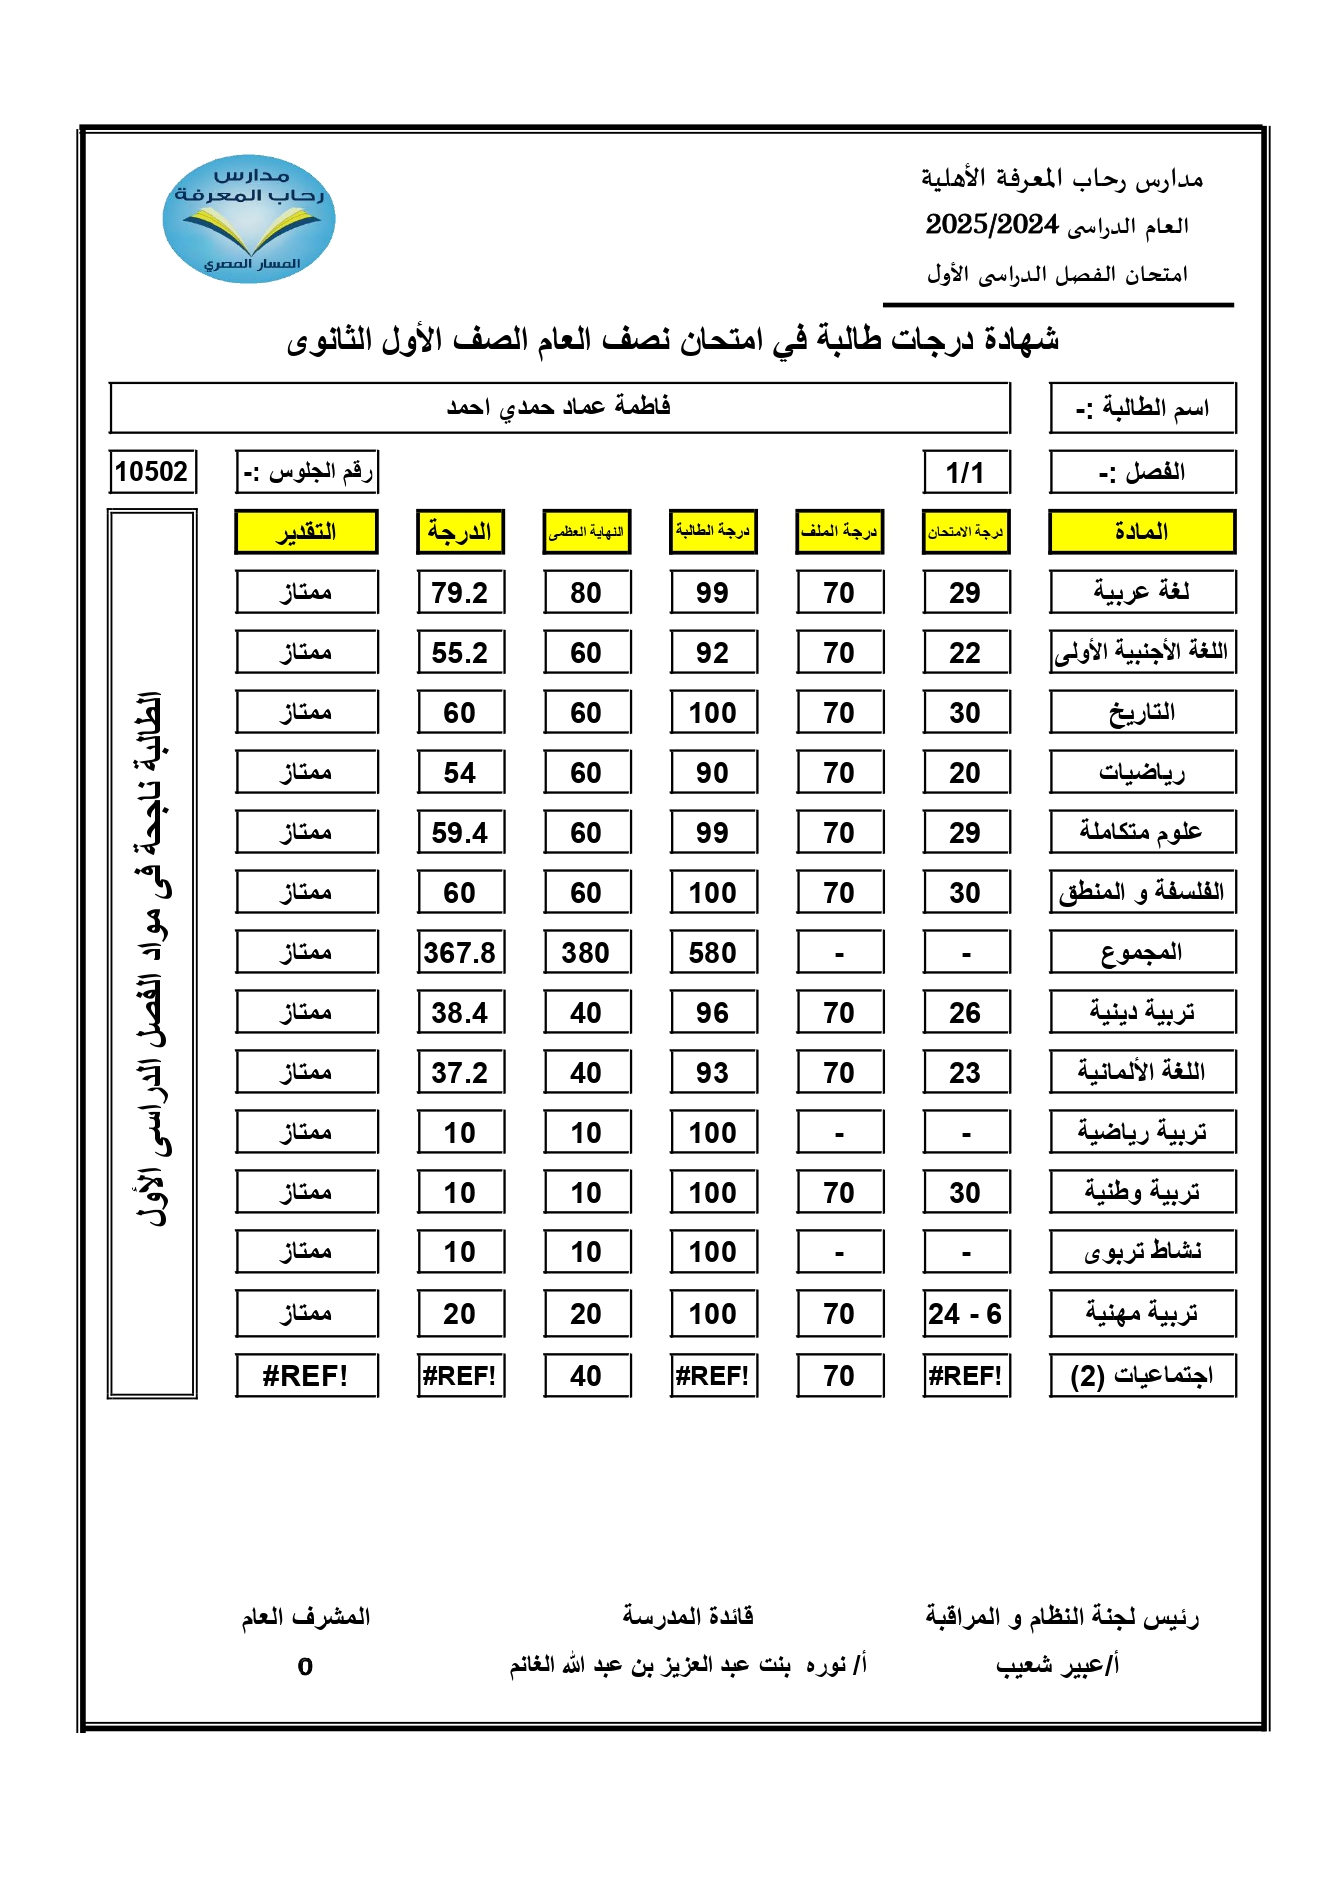 مدارس رحاب المعرفة الأهلية
العام الدراسى 2025/2024
امتحان الفصل الدراسى الأول
مدارس
رحاب المعرفة
المسار المصري
شهادة درجات طالبة في امتحان نصف العام الصف الأول الثانوى
اسم الطالبة :- فاطمة عماد حمدي احمد
الفصل :- 1/1 رقم الجلوس :- 10502
المادة درجة الامتحان درجة الملف درجة الطالبة النهاية العظمى الدرجة التقدير
لغة عربية 29 70 99 80 79.2 ممتاز
اللغة الأجنبية الأولى 22 70 92 60 55.2 ممتاز
التاريخ 30 70 100 60 60 ممتاز
رياضيات 20 70 90 60 54 ممتاز
علوم متكاملة 29 70 99 60 59.4 ممتاز
الفلسفة و المنطق 30 70 100 60 60 ممتاز
المجموع - - 580 380 367.8 ممتاز
تربية دينية 26 70 96 40 38.4 ممتاز
اللغة الألمانية 23 70 93 40 37.2 ممتاز
تربية رياضية - - 100 10 10 ممتاز
تربية وطنية 30 70 100 10 10 ممتاز
نشاط تربوى - - 100 10 10 ممتاز
تربية مهنية 24 - 6 70 100 20 20 ممتاز
اجتماعيات (2) #REF! 70 #REF! 40 #REF! #REF!
الطالبة ناجحة فى مواد الفصل الدراسى الأول
رئيس لجنة النظام و المراقبة قائدة المدرسة المشرف العام
أ/عبير شعيب أ/ نوره بنت عبد العزيز بن عبد الله الغانم 0